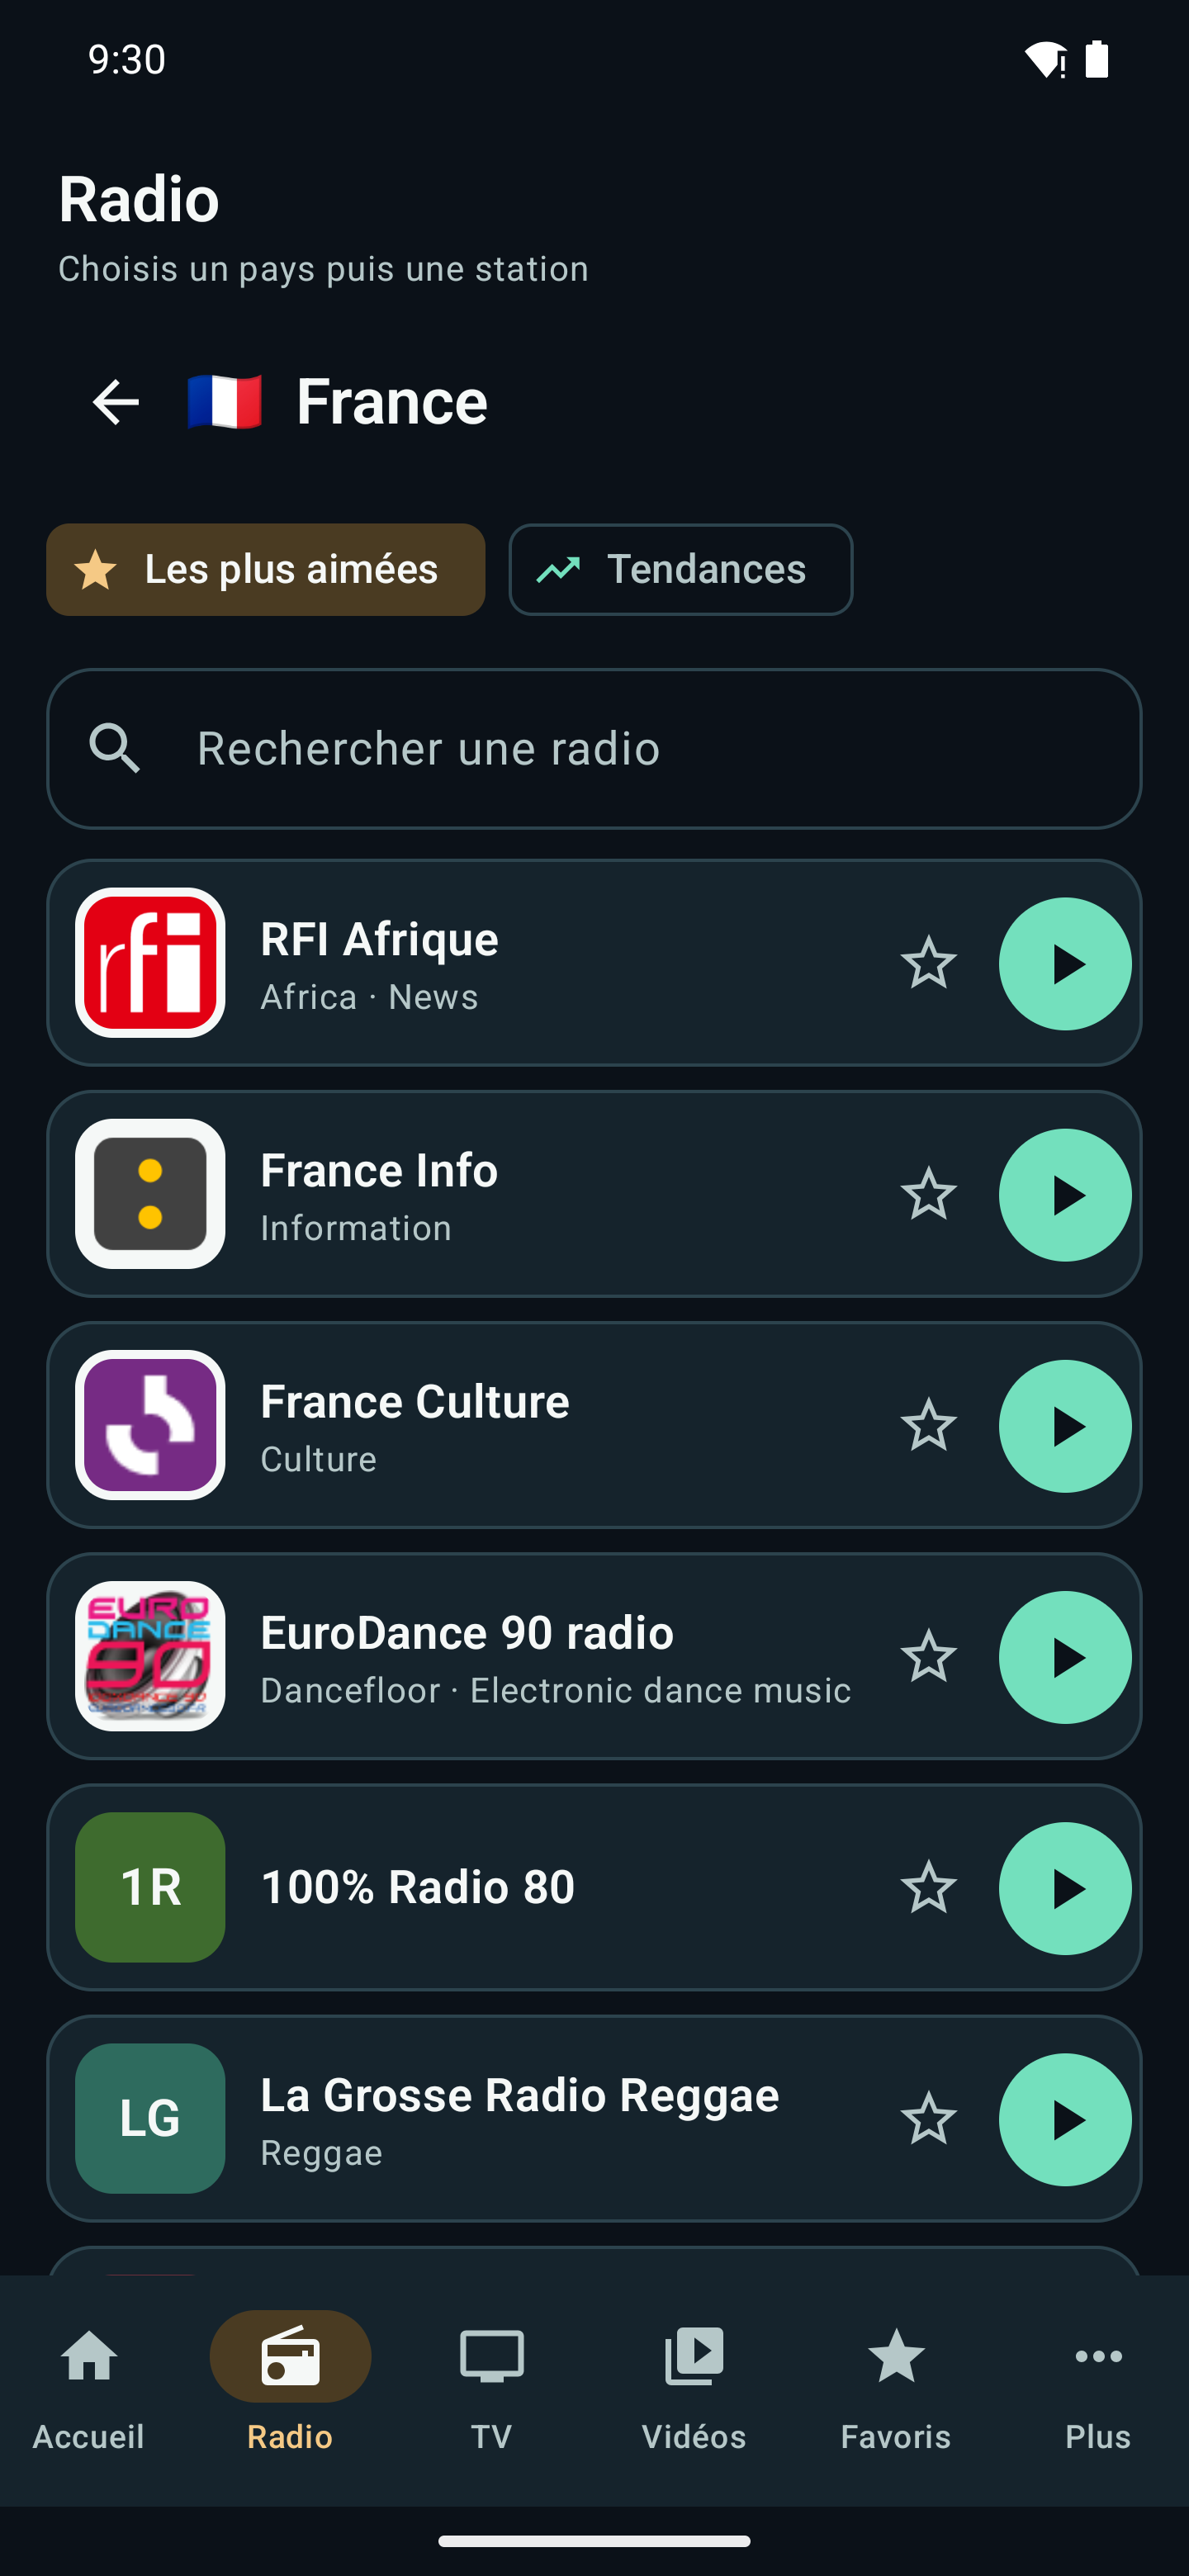 9:30
Radio
Choisis un pays puis une station
France
Les plus aimées
Tendances
Rechercher une radio
rfi
RFI Afrique
Africa · News
France Info
Information
France Culture
Culture
EURO
DANCE
90
EuroDance 90 radio
Dancefloor · Electronic dance music
1R
100% Radio 80
LG
La Grosse Radio Reggae
Reggae
Accueil
Radio
TV
Vidéos
Favoris
Plus